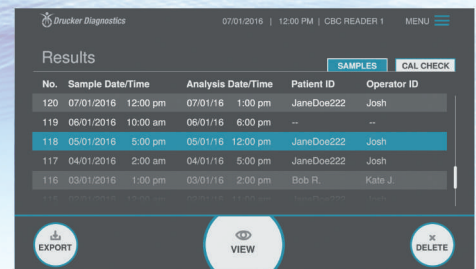 Drucker Diagnostics 07/01/2016 | 12:00 PM | CBC READER 1 MENU
Results SAMPLES CAL CHECK
No. Sample Date/Time Analysis Date/Time Patient ID Operator ID
120 07/01/2016 12:00 pm 07/01/16 1:00 pm JaneDoe222 Josh
119 06/01/2016 10:00 am 06/01/16 6:00 pm -- --
118 05/01/2016 5:00 pm 05/01/16 12:00 pm JaneDoe222 Josh
117 04/01/2016 2:00 am 04/01/16 5:00 pm JaneDoe222 Josh
116 03/01/2016 1:00 pm 03/01/16 2:00 pm Bob R. Kate J.
EXPORT VIEW DELETE